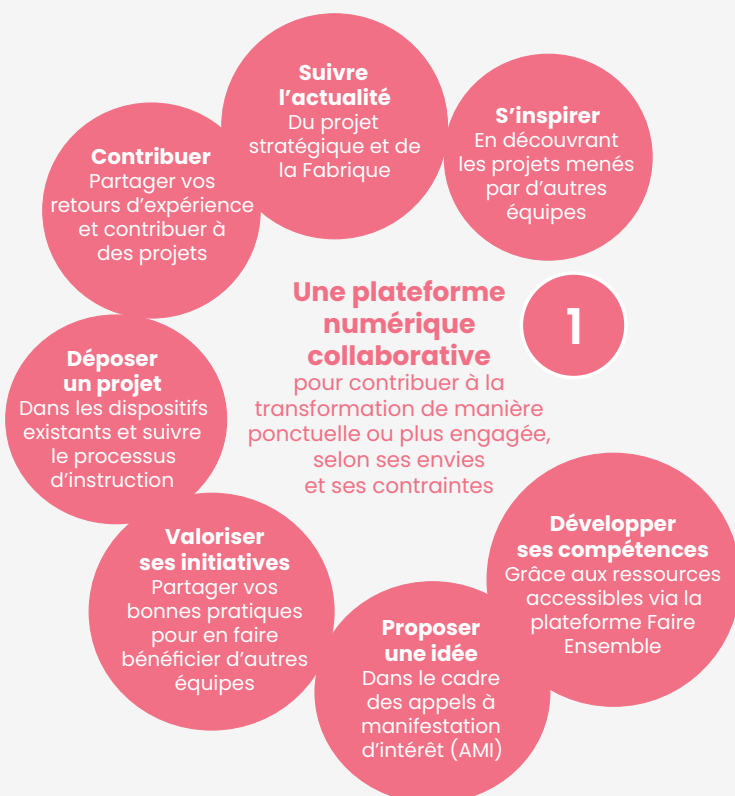 Suivre
l'actualité
Du projet
stratégique et de
la Fabrique
S'inspirer
En découvrant
les projets menés
par d'autres
équipes
Contribuer
Partager vos
retours d'expérience
et contribuer à
des projets
Une plateforme
numérique
collaborative
pour contribuer à la
transformation de manière
ponctuelle ou plus engagée,
selon ses envies
et ses contraintes
1
Déposer
un projet
Dans les dispositifs
existants et suivre
le processus
d'instruction
Valoriser
ses initiatives
Partager vos
bonnes pratiques
pour en faire
bénéficier d'autres
équipes
Proposer
une idée
Dans le cadre
des appels à
manifestation
d'intérêt (AMI)
Développer
ses compétences
Grâce aux ressources
accessibles via la
plateforme Faire
Ensemble